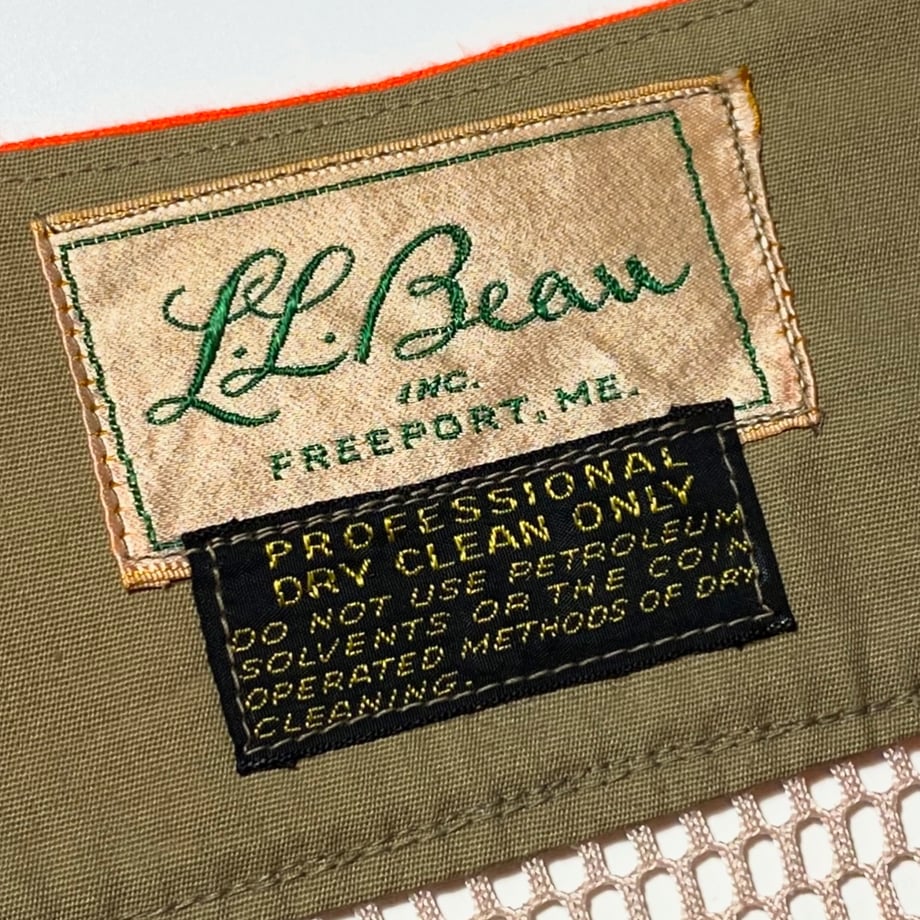 L.L.Bean
INC.
FREEPORT, ME.
PROFESSIONAL
DRY CLEAN ONLY
DO NOT USE PETROLEUM
SOLVENTS OR THE COIN
OPERATED METHODS OF DRY
CLEANING.